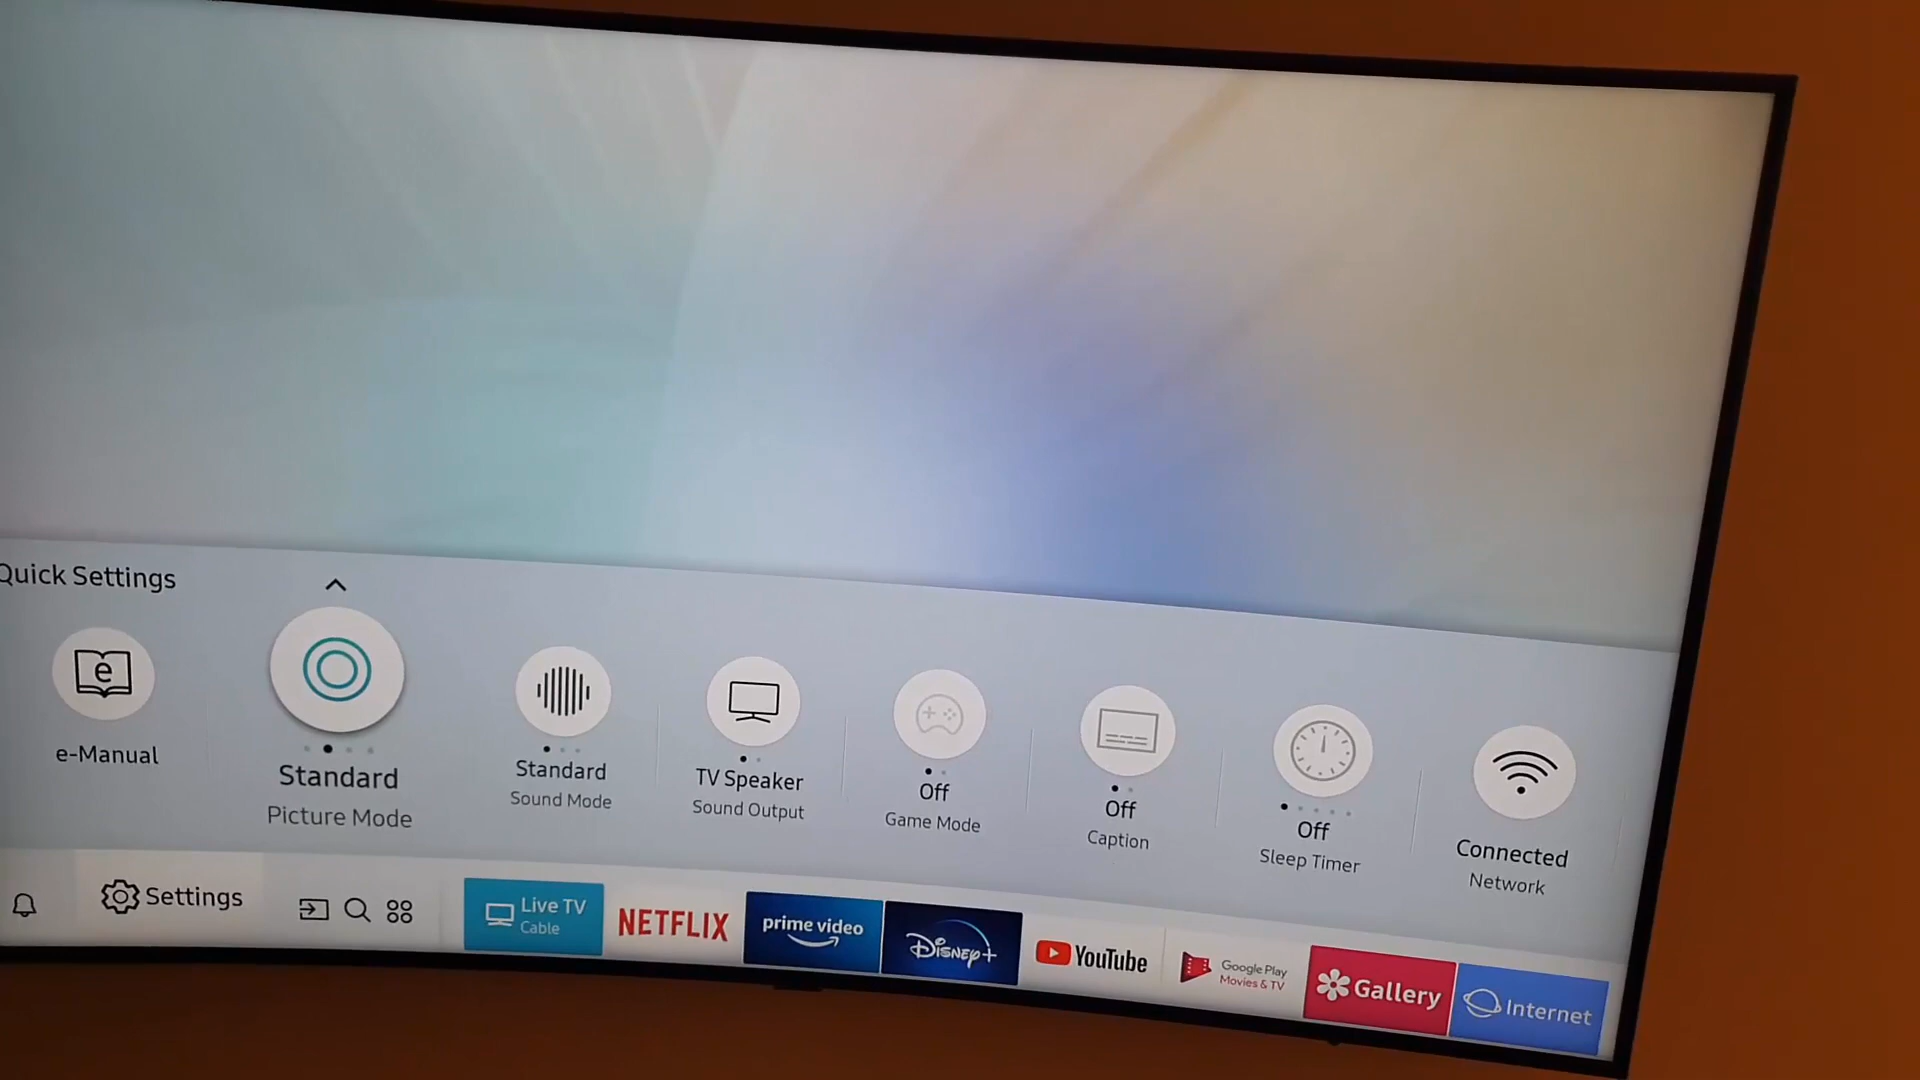 Quick Settings
e-Manual
Standard
Picture Mode
Standard
Sound Mode
TV Speaker
Sound Output
Off
Game Mode
Off
Caption
Off
Sleep Timer
Connected
Network
Settings
Live TV
Cable
NETFLIX
prime video
Disney+
YouTube
Google Play
Movies & TV
Gallery
Internet